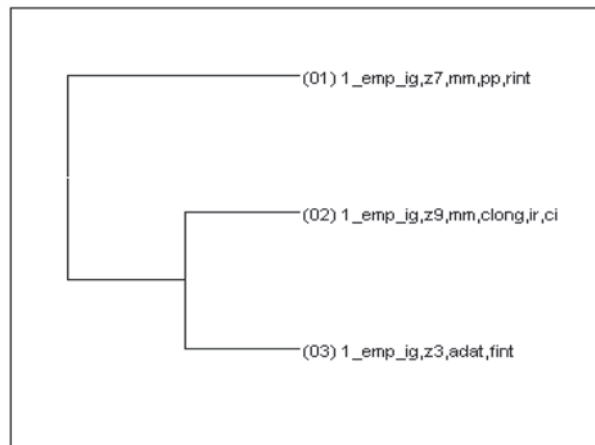 (01) 1_emp_ig,z7,mm,pp,rint
(02) 1_emp_ig,z9,mm,clong,ir,ci
(03) 1_emp_ig,z3,adat,fint